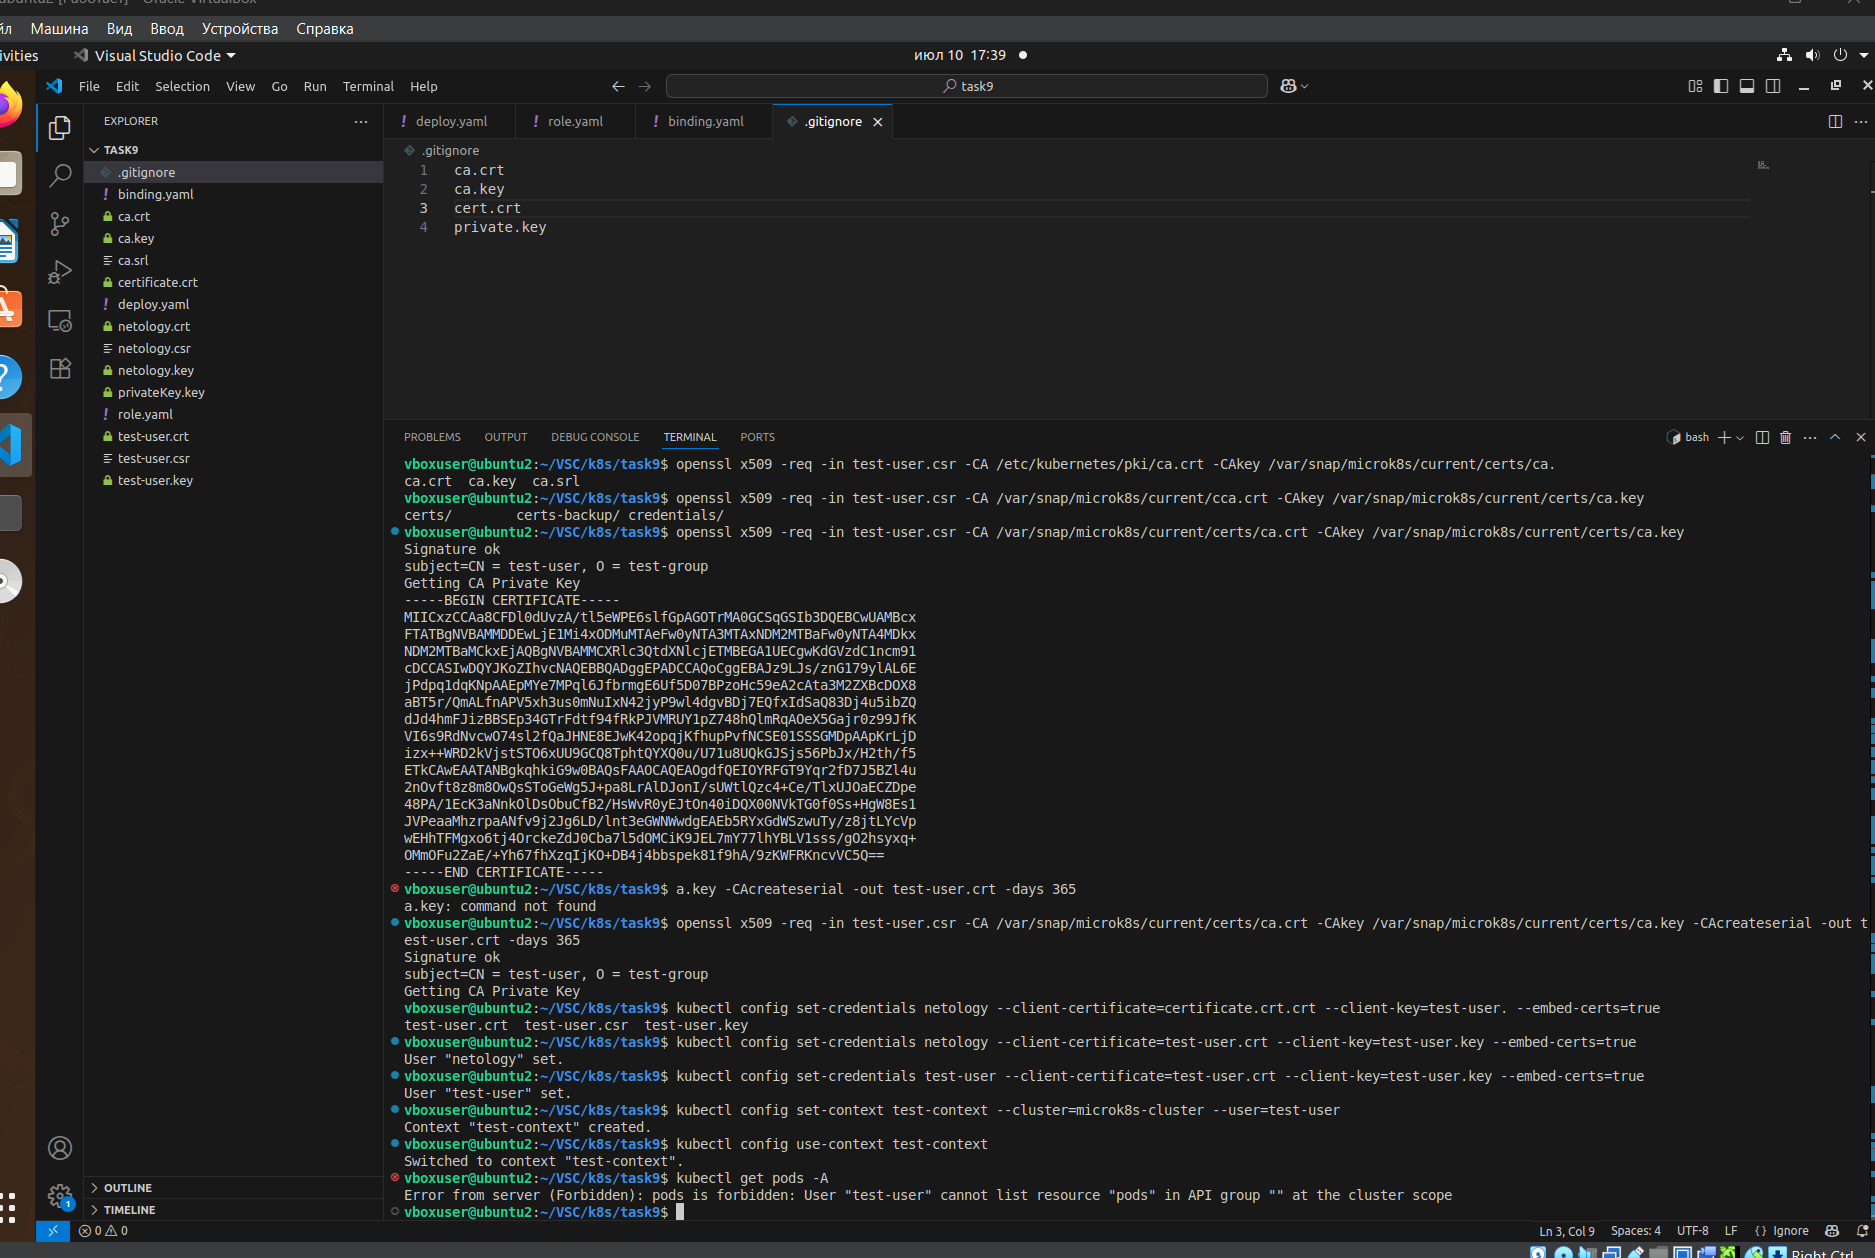 Машина Вид Ввод Устройства Справка
Visual Studio Code июл 10 17:39
File Edit Selection View Go Run Terminal Help task9
EXPLORER
deploy.yaml role.yaml binding.yaml .gitignore
TASK9
.gitignore
binding.yaml
ca.crt
ca.key
ca.srl
certificate.crt
deploy.yaml
netology.crt
netology.csr
netology.key
privateKey.key
role.yaml
test-user.crt
test-user.csr
test-user.key
OUTLINE
TIMELINE
.gitignore
1 ca.crt
2 ca.key
3 cert.crt
4 private.key
PROBLEMS OUTPUT DEBUG CONSOLE TERMINAL PORTS bash
vboxuser@ubuntu2:~/VSC/k8s/task9$ openssl x509 -req -in test-user.csr -CA /etc/kubernetes/pki/ca.crt -CAkey /var/snap/microk8s/current/certs/ca.
ca.crt ca.key ca.srl
vboxuser@ubuntu2:~/VSC/k8s/task9$ openssl x509 -req -in test-user.csr -CA /var/snap/microk8s/current/cca.crt -CAkey /var/snap/microk8s/current/certs/ca.key
certs/ certs-backup/ credentials/
vboxuser@ubuntu2:~/VSC/k8s/task9$ openssl x509 -req -in test-user.csr -CA /var/snap/microk8s/current/certs/ca.crt -CAkey /var/snap/microk8s/current/certs/ca.key
Signature ok
subject=CN = test-user, O = test-group
Getting CA Private Key
-----BEGIN CERTIFICATE-----
MIICxzCCAa8CFDl0dUvzA/tl5eWPE6slfGpAGOTrMA0GCSqGSIb3DQEBCwUAMBcx
FTATBgNVBAMMDDEwLjE1Mi4xODMuMTAeFw0yNTA3MTAxNDM2MTBaFw0yNTA4MDkx
NDM2MTBaMCkxEjAQBgNVBAMMCXRlc3QtdXNlcjETMBEGA1UECgwKdGVzdC1ncm91
cDCCASIwDQYJKoZIhvcNAQEBBQADggEPADCCAQoCggEBAJz9LJs/znG179ylAL6E
jPdpq1dqKNpAAEpMYe7MPql6JfbrmgE6Uf5D07BPzoHc59eA2cAta3M2ZXBcDOX8
aBT5r/QmALfnAPV5xh3us0mNuIxN42jyP9wl4dgvBDj7EQfxIdSaQ83Dj4u5ibZQ
dJd4hmFJizBBSEp34GTrFdtf94fRkPJVMRUY1pZ748hQlmRqAOeX5Gajr0z99JfK
VI6s9RdNvcwO74sl2fQaJHNE8EJwK42opqjKfhupPvfNCSE01SSSGMDpAApKrLjD
izx++WRD2kVjstSTO6xUU9GCQ8TphtQYXQ0u/U71u8UQkGJSjs56PbJx/H2th/f5
ETkCAwEAATANBgkqhkiG9w0BAQsFAAOCAQEAOgdfQEIOYRFGT9Yqr2fD7J5BZl4u
2nOvft8z8m8OwQsSToGeWg5J+pa8LrAlDJonI/sUWtlQzc4+Ce/TlxUJOaECZDpe
48PA/1EcK3aNnkOlDsObuCfB2/HsWvR0yEJtOn40iDQX00NVkTG0f0Ss+HgW8Es1
JVPeaaMhzrpaANfv9j2Jg6LD/lnt3eGWNWwdgEAEb5RYxGdWSzwuTy/z8jtLYcVp
wEHhTFMgxo6tj4OrckeZdJ0Cba7l5dOMCiK9JEL7mY77lhYBLV1sss/gO2hsyxq+
OMmOFu2ZaE/+Yh67fhXzqIjKO+DB4j4bbspek81f9hA/9zKWFRKncvVC5Q==
-----END CERTIFICATE-----
vboxuser@ubuntu2:~/VSC/k8s/task9$ a.key -CAcreateserial -out test-user.crt -days 365
a.key: command not found
vboxuser@ubuntu2:~/VSC/k8s/task9$ openssl x509 -req -in test-user.csr -CA /var/snap/microk8s/current/certs/ca.crt -CAkey /var/snap/microk8s/current/certs/ca.key -CAcreateserial -out t
est-user.crt -days 365
Signature ok
subject=CN = test-user, O = test-group
Getting CA Private Key
vboxuser@ubuntu2:~/VSC/k8s/task9$ kubectl config set-credentials netology --client-certificate=certificate.crt.crt --client-key=test-user. --embed-certs=true
test-user.crt test-user.csr test-user.key
vboxuser@ubuntu2:~/VSC/k8s/task9$ kubectl config set-credentials netology --client-certificate=test-user.crt --client-key=test-user.key --embed-certs=true
User "netology" set.
vboxuser@ubuntu2:~/VSC/k8s/task9$ kubectl config set-credentials test-user --client-certificate=test-user.crt --client-key=test-user.key --embed-certs=true
User "test-user" set.
vboxuser@ubuntu2:~/VSC/k8s/task9$ kubectl config set-context test-context --cluster=microk8s-cluster --user=test-user
Context "test-context" created.
vboxuser@ubuntu2:~/VSC/k8s/task9$ kubectl config use-context test-context
Switched to context "test-context".
vboxuser@ubuntu2:~/VSC/k8s/task9$ kubectl get pods -A
Error from server (Forbidden): pods is forbidden: User "test-user" cannot list resource "pods" in API group "" at the cluster scope
vboxuser@ubuntu2:~/VSC/k8s/task9$
0 0 Ln 3, Col 9 Spaces: 4 UTF-8 LF {} Ignore
Right Ctrl